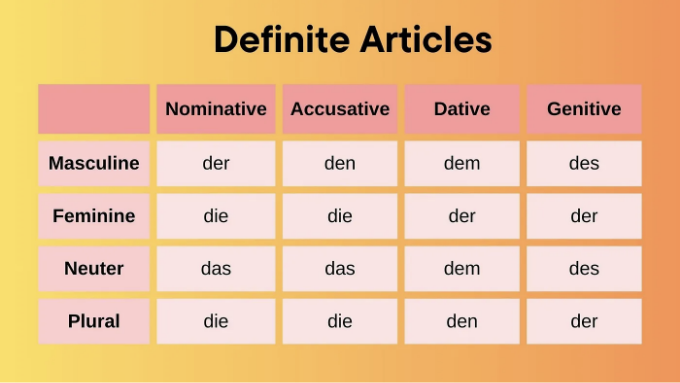 Definite Articles
Nominative Accusative Dative Genitive
Masculine der den dem des
Feminine die die der der
Neuter das das dem des
Plural die die den der